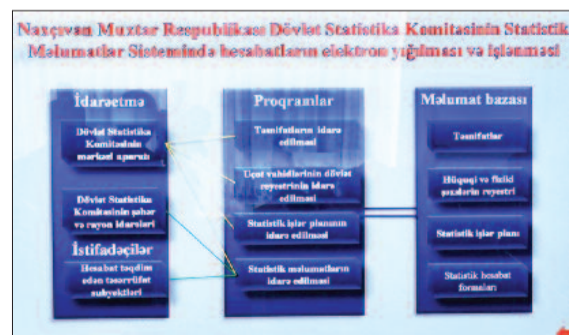 Naxçıvan Muxtar Respublikası Dövlət Statistika Komitəsinin Statistik
Məlumatlar Sistemində hesabatların elektron yığılması və işlənməsi
İdarəetmə
Dövlət Statistika
Komitəsinin
mərkəzi aparatı
Dövlət Statistika
Komitəsinin şəhər
və rayon idarələri
İstifadəçilər
Hesabat təqdim
edən təsərrüfat
subyektləri
Proqramlar
Təsnifatların idarə
edilməsi
Uçot vahidlərinin dövlət
reyestrinin idarə
edilməsi
Statistik işlər planının
idarə edilməsi
Statistik məlumatların
idarə edilməsi
Məlumat bazası
Təsnifatlar
Hüquqi və fiziki
şəxslərin reyestri
Statistik işlər planı
Statistik hesabat
formaları